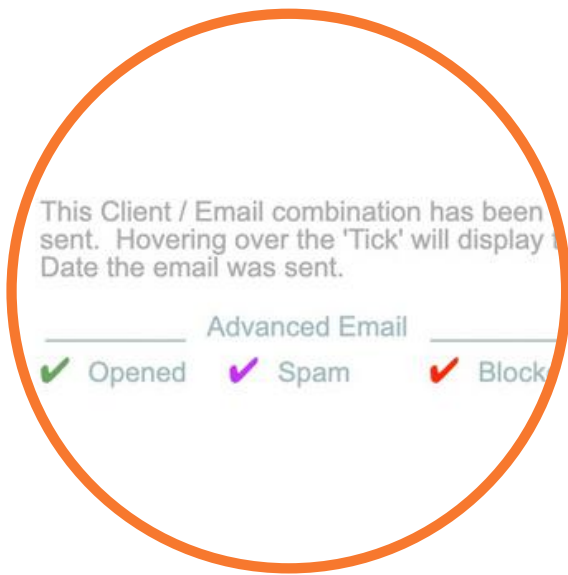 This Client / Email combination has been
sent.  Hovering over the 'Tick' will display
Date the email was sent.
Advanced Email
✔ Opened ✔ Spam ✔